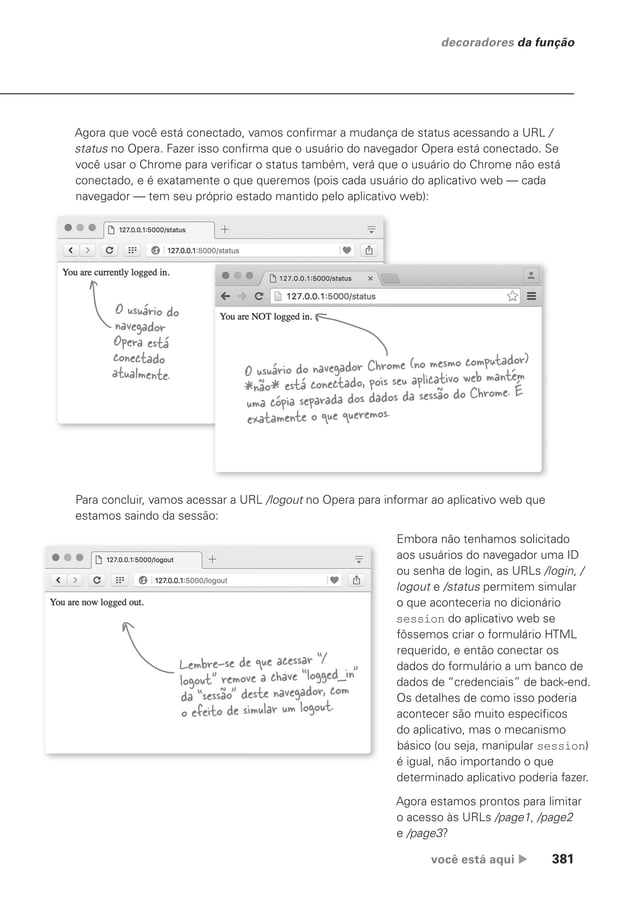 decoradores da função
Agora que você está conectado, vamos confirmar a mudança de status acessando a URL /
status no Opera. Fazer isso confirma que o usuário do navegador Opera está conectado. Se
você usar o Chrome para verificar o status também, verá que o usuário do Chrome não está
conectado, e é exatamente o que queremos (pois cada usuário do aplicativo web — cada
navegador — tem seu próprio estado mantido pelo aplicativo web):
127.0.0.1:5000/status
127.0.0.1:5000/status
You are currently logged in.
O usuário do
navegador
Opera está
conectado
atualmente.
127.0.0.1:5000/status
127.0.0.1:5000/status
You are NOT logged in.
O usuário do navegador Chrome (no mesmo computador)
*não* está conectado, pois seu aplicativo web mantém
uma cópia separada dos dados da sessão do Chrome. É
exatamente o que queremos.
Para concluir, vamos acessar a URL /logout no Opera para informar ao aplicativo web que
estamos saindo da sessão:
127.0.0.1:5000/logout
127.0.0.1:5000/logout
You are now logged out.
Lembre-se de que acessar "/
logout" remove a chave "logged_in"
da "sessão" deste navegador, com
o efeito de simular um logout.
Embora não tenhamos solicitado
aos usuários do navegador uma ID
ou senha de login, as URLs /login, /
logout e /status permitem simular
o que aconteceria no dicionário
session do aplicativo web se
fôssemos criar o formulário HTML
requerido, e então conectar os
dados do formulário a um banco de
dados de “credenciais” de back-end.
Os detalhes de como isso poderia
acontecer são muito específicos
do aplicativo, mas o mecanismo
básico (ou seja, manipular session)
é igual, não importando o que
determinado aplicativo poderia fazer.
Agora estamos prontos para limitar
o acesso às URLs /page1, /page2
e /page3?
você está aqui ▶ 381